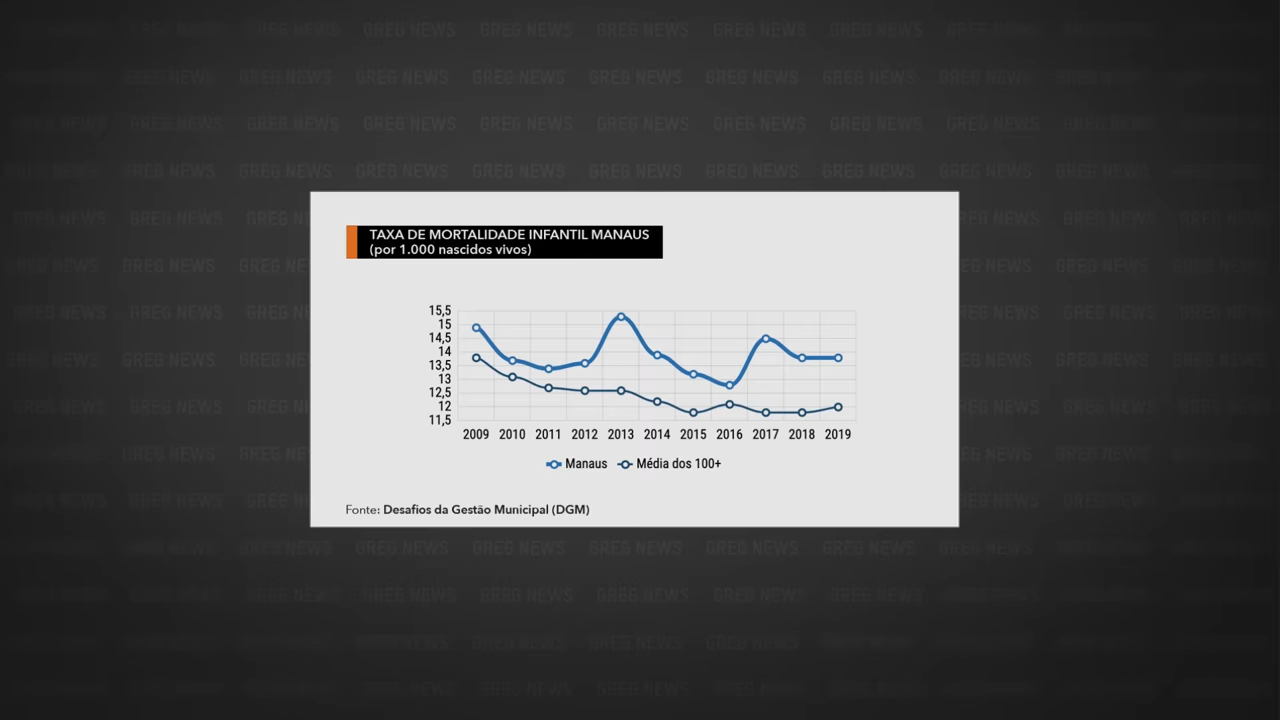 TAXA DE MORTALIDADE INFANTIL MANAUS
(por 1.000 nascidos vivos)
15,5
15
14,5
14
13,5
13
12,5
12
11,5
2009 2010 2011 2012 2013 2014 2015 2016 2017 2018 2019
Manaus Média dos 100+
Fonte: Desafios da Gestão Municipal (DGM)
GREG NEWS